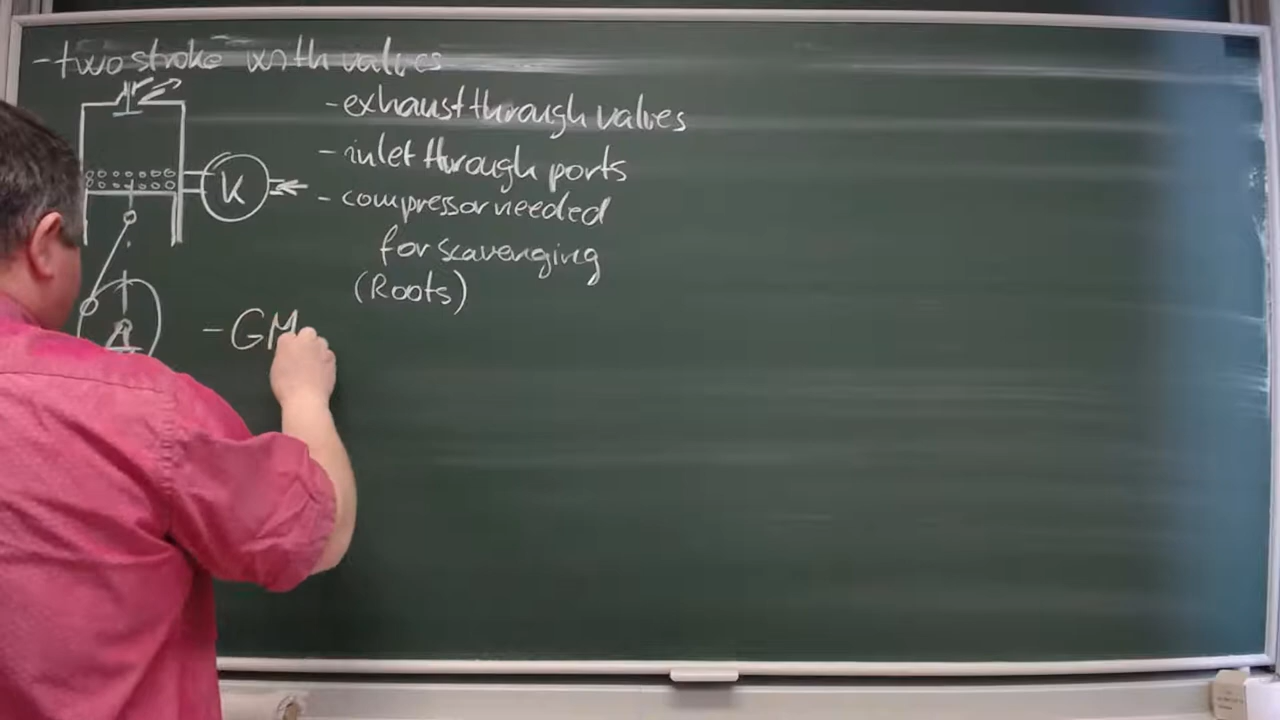 - two stroke with valves
- exhaust through valves
- inlet through ports
K
- compressor needed
for scavenging
(Roots)
- GM